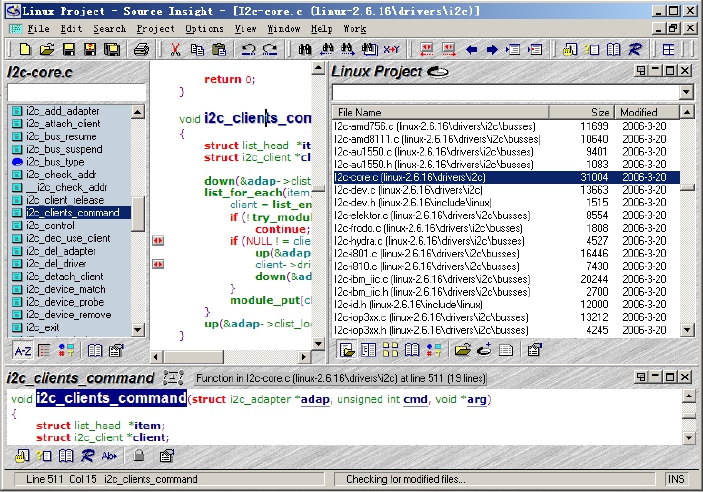 Linux Project - Source Insight - [I2c-core.c (linux-2.6.16\drivers\i2c)]
File Edit Search Project Options View Window Help Work
I2c-core.c
i2c_add_adapter
i2c_attach_client
i2c_bus_resume
i2c_bus_suspend
i2c_bus_type
i2c_check_addr
__i2c_check_addr
i2c_client_release
i2c_clients_command
i2c_control
i2c_dec_use_client
i2c_del_adapter
i2c_del_driver
i2c_detach_client
i2c_device_match
i2c_device_probe
i2c_device_remove
i2c_exit
A-Z
return 0;
}
void i2c_clients_com
{
struct list_head *item
struct i2c_client *cl
down(&adap->clist
list_for_each(item
client = list_en
if (! try_modul
continue;
if (NULL != clie
up(&adap
client->dri
down(&a
}
module_put(c
}
up(&adap->clist_loc
}
Linux Project
File Name Size Modified
I2c-amd756.c (linux-2.6.16\drivers\i2c\busses) 11699 2006-3-20
I2c-amd8111.c (linux-2.6.16\drivers\i2c\busses) 10640 2006-3-20
I2c-au1550.c (linux-2.6.16\drivers\i2c\busses) 9401 2006-3-20
I2c-au1550.h (linux-2.6.16\drivers\i2c\busses) 1083 2006-3-20
I2c-core.c (linux-2.6.16\drivers\i2c) 31004 2006-3-20
I2c-dev.c (linux-2.6.16\drivers\i2c) 13663 2006-3-20
I2c-dev.h (linux-2.6.16\include\linux) 1515 2006-3-20
I2c-elektor.c (linux-2.6.16\drivers\i2c\busses) 8554 2006-3-20
I2c-frodo.c (linux-2.6.16\drivers\i2c\busses) 1808 2006-3-20
I2c-hydra.c (linux-2.6.16\drivers\i2c\busses) 4527 2006-3-20
I2c-i801.c (linux-2.6.16\drivers\i2c\busses) 16446 2006-3-20
I2c-i810.c (linux-2.6.16\drivers\i2c\busses) 7430 2006-3-20
I2c-ibm_iic.c (linux-2.6.16\drivers\i2c\busses) 20244 2006-3-20
I2c-ibm_iic.h (linux-2.6.16\drivers\i2c\busses) 2700 2006-3-20
I2c-id.h (linux-2.6.16\include\linux) 12000 2006-3-20
I2c-iop3xx.c (linux-2.6.16\drivers\i2c\busses) 13212 2006-3-20
I2c-iop3xx.h (linux-2.6.16\drivers\i2c\busses) 4245 2006-3-20
i2c_clients_command Function in I2c-core.c (linux-2.6.16\drivers\i2c) at line 511 (19 lines)
void i2c_clients_command(struct i2c_adapter *adap, unsigned int cmd, void *arg)
{
struct list_head *item;
struct i2c_client *client;
Line 511 Col 15 i2c_clients_command Checking for modified files... INS